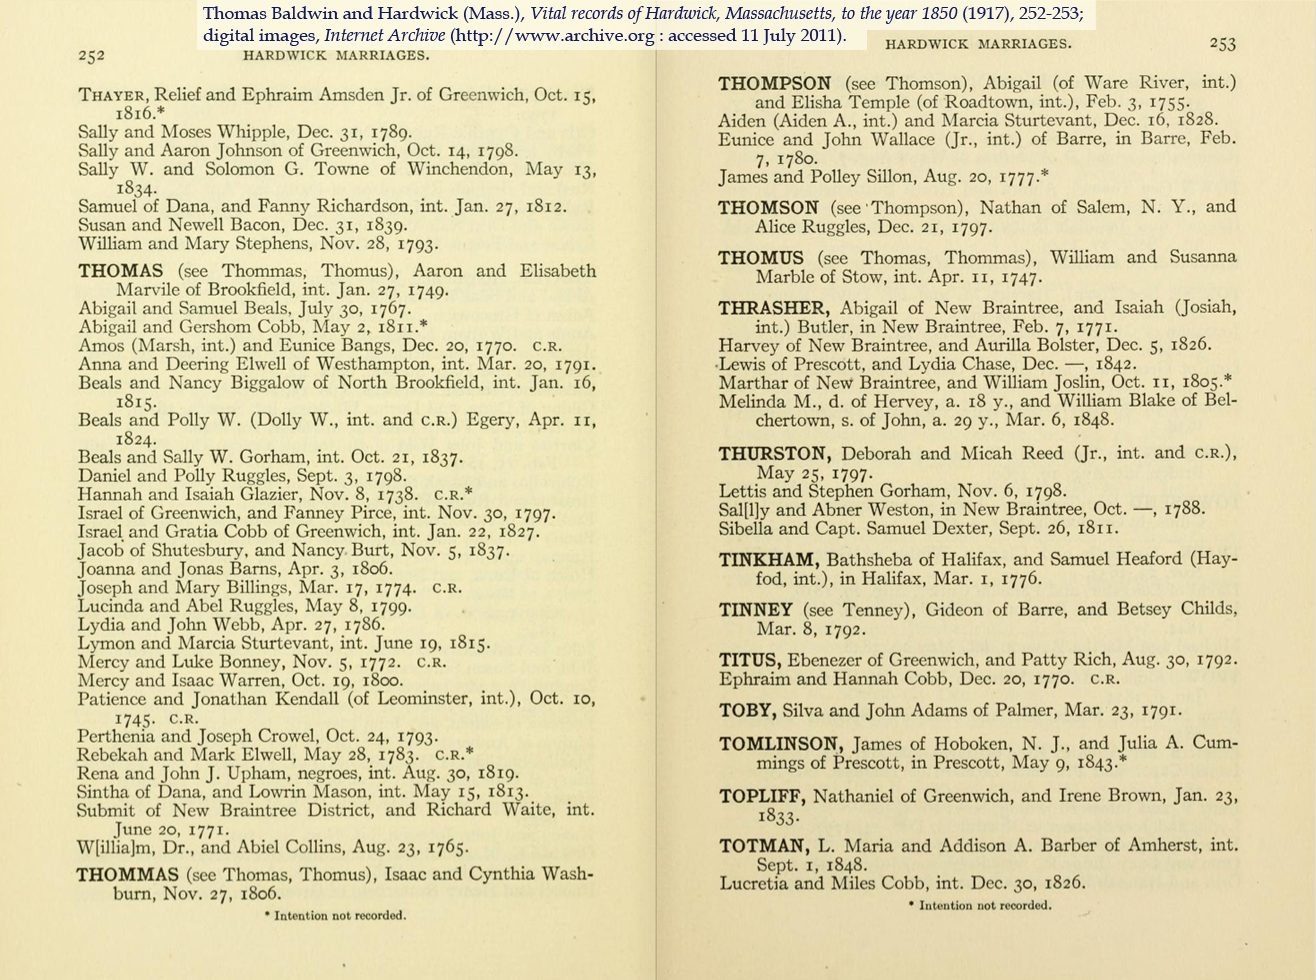 Thomas Baldwin and Hardwick (Mass.), Vital records of Hardwick, Massachusetts, to the year 1850 (1917), 252-253;
digital images, Internet Archive (http://www.archive.org : accessed 11 July 2011).
252 HARDWICK MARRIAGES.
THAYER, Relief and Ephraim Amsden Jr. of Greenwich, Oct. 15,
1816.*
Sally and Moses Whipple, Dec. 31, 1789.
Sally and Aaron Johnson of Greenwich, Oct. 14, 1798.
Sally W. and Solomon G. Towne of Winchendon, May 13,
1834.
Samuel of Dana, and Fanny Richardson, int. Jan. 27, 1812.
Susan and Newell Bacon, Dec. 31, 1839.
William and Mary Stephens, Nov. 28, 1793.
THOMAS (see Thommas, Thomus), Aaron and Elisabeth
Marvile of Brookfield, int. Jan. 27, 1749.
Abigail and Samuel Beals, July 30, 1767.
Abigail and Gershom Cobb, May 2, 1811.*
Amos (Marsh, int.) and Eunice Bangs, Dec. 20, 1770. C.R.
Anna and Deering Elwell of Westhampton, int. Mar. 20, 1791.
Beals and Nancy Biggalow of North Brookfield, int. Jan. 16,
1815.
Beals and Polly W. (Dolly W., int. and C.R.) Egery, Apr. 11,
1824.
Beals and Sally W. Gorham, int. Oct. 21, 1837.
Daniel and Polly Ruggles, Sept. 3, 1798.
Hannah and Isaiah Glazier, Nov. 8, 1738. C.R.*
Israel of Greenwich, and Fanney Pirce, int. Nov. 30, 1797.
Israel and Gratia Cobb of Greenwich, int. Jan. 22, 1827.
Jacob of Shutesbury, and Nancy Burt, Nov. 5, 1837.
Joanna and Jonas Barns, Apr. 3, 1806.
Joseph and Mary Billings, Mar. 17, 1774. C.R.
Lucinda and Abel Ruggles, May 8, 1799.
Lydia and John Webb, Apr. 27, 1786.
Lymon and Marcia Sturtevant, int. June 19, 1815.
Mercy and Luke Bonney, Nov. 5, 1772. C.R.
Mercy and Isaac Warren, Oct. 19, 1800.
Patience and Jonathan Kendall (of Leominster, int.), Oct. 10,
1745. C.R.
Perthenia and Joseph Crowel, Oct. 24, 1793.
Rebekah and Mark Elwell, May 28, 1783. C.R.*
Rena and John J. Upham, negroes, int. Aug. 30, 1819.
Sintha of Dana, and Lowrin Mason, int. May 15, 1813.
Submit of New Braintree District, and Richard Waite, int.
June 20, 1771.
W[illia]m, Dr., and Abiel Collins, Aug. 23, 1765.
THOMMAS (see Thomas, Thomus), Isaac and Cynthia Wash-
burn, Nov. 27, 1806.
* Intention not recorded.
HARDWICK MARRIAGES. 253
THOMPSON (see Thomson), Abigail (of Ware River, int.)
and Elisha Temple (of Roadtown, int.), Feb. 3, 1755.
Aiden (Aiden A., int.) and Marcia Sturtevant, Dec. 16, 1828.
Eunice and John Wallace (Jr., int.) of Barre, in Barre, Feb.
7, 1780.
James and Polley Sillon, Aug. 20, 1777.*
THOMSON (see Thompson), Nathan of Salem, N. Y., and
Alice Ruggles, Dec. 21, 1797.
THOMUS (see Thomas, Thommas), William and Susanna
Marble of Stow, int. Apr. 11, 1747.
THRASHER, Abigail of New Braintree, and Isaiah (Josiah,
int.) Butler, in New Braintree, Feb. 7, 1771.
Harvey of New Braintree, and Aurilla Bolster, Dec. 5, 1826.
Lewis of Prescott, and Lydia Chase, Dec. —, 1842.
Marthar of New Braintree, and William Joslin, Oct. 11, 1805.*
Melinda M., d. of Hervey, a. 18 y., and William Blake of Bel-
chertown, s. of John, a. 29 y., Mar. 6, 1848.
THURSTON, Deborah and Micah Reed (Jr., int. and C.R.),
May 25, 1797.
Lettis and Stephen Gorham, Nov. 6, 1798.
Sal[l]y and Abner Weston, in New Braintree, Oct. —, 1788.
Sibella and Capt. Samuel Dexter, Sept. 26, 1811.
TINKHAM, Bathsheba of Halifax, and Samuel Heaford (Hay-
fod, int.), in Halifax, Mar. 1, 1776.
TINNEY (see Tenney), Gideon of Barre, and Betsey Childs,
Mar. 8, 1792.
TITUS, Ebenezer of Greenwich, and Patty Rich, Aug. 30, 1792.
Ephraim and Hannah Cobb, Dec. 20, 1770. C.R.
TOBY, Silva and John Adams of Palmer, Mar. 23, 1791.
TOMLINSON, James of Hoboken, N. J., and Julia A. Cum-
mings of Prescott, in Prescott, May 9, 1843.*
TOPLIFF, Nathaniel of Greenwich, and Irene Brown, Jan. 23,
1833.
TOTMAN, L. Maria and Addison A. Barber of Amherst, int.
Sept. 1, 1848.
Lucretia and Miles Cobb, int. Dec. 30, 1826.
* Intention not recorded.